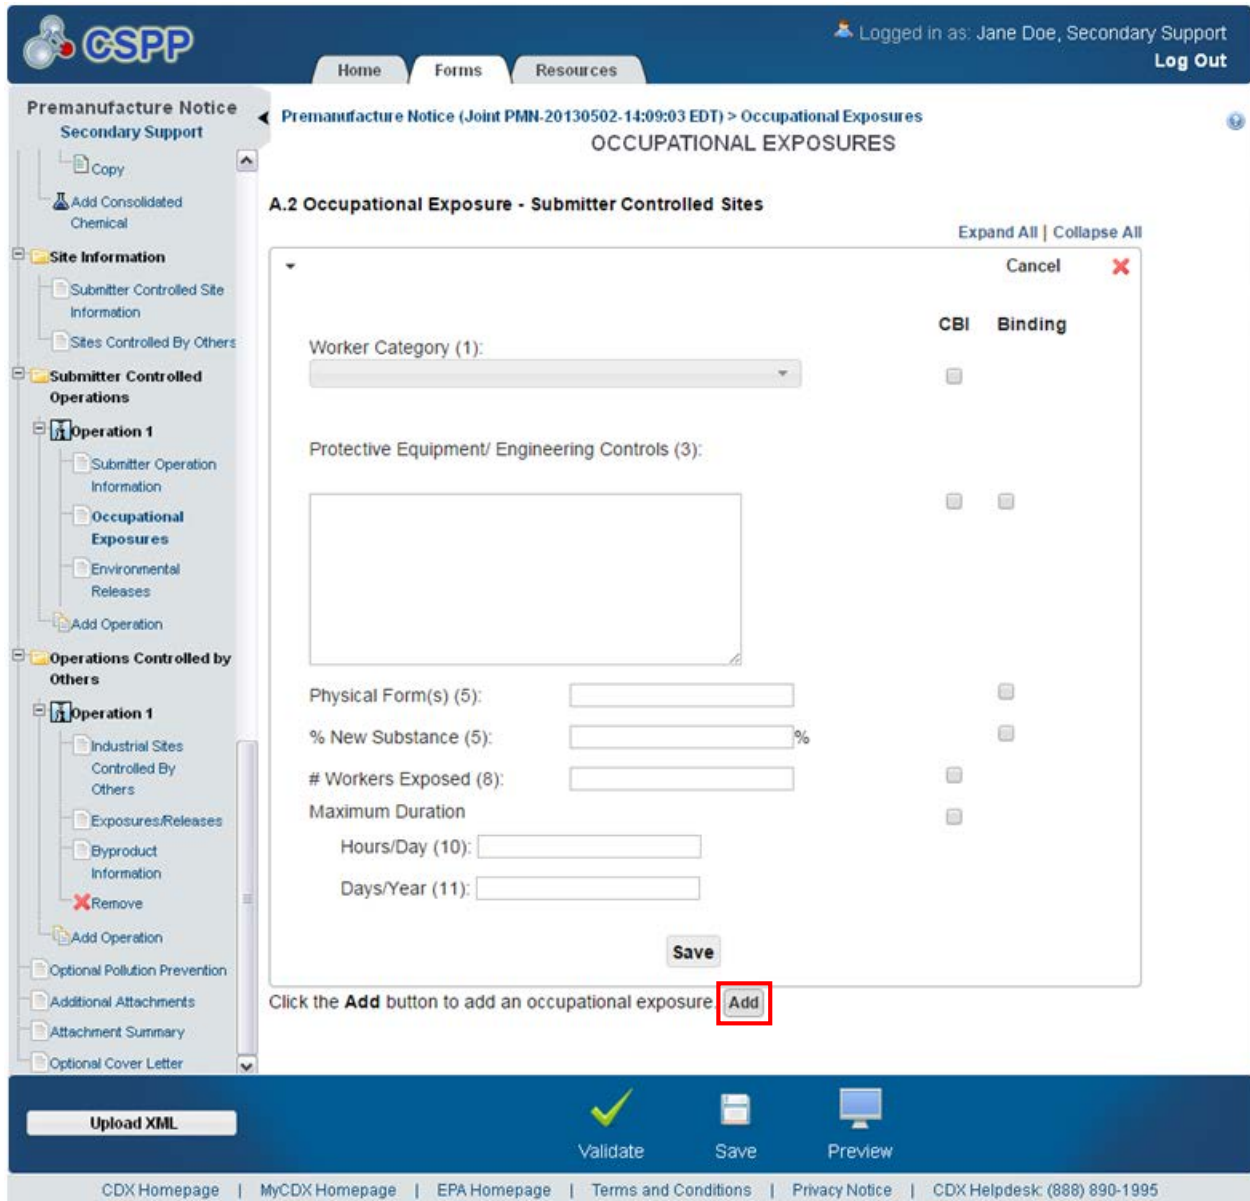 CSPP
Logged in as: Jane Doe, Secondary Support
Log Out
Home
Forms
Resources
Premanufacture Notice
Secondary Support
Copy
Add Consolidated
Chemical
Site Information
Submitter Controlled Site
Information
Sites Controlled By Others
Submitter Controlled
Operations
Operation 1
Submitter Operation
Information
Occupational
Exposures
Environmental
Releases
Add Operation
Operations Controlled by
Others
Operation 1
Industrial Sites
Controlled By
Others
Exposures/Releases
Byproduct
Information
Remove
Add Operation
Optional Pollution Prevention
Additional Attachments
Attachment Summary
Optional Cover Letter
Premanufacture Notice (Joint PMN-20130502-14:09:03 EDT) > Occupational Exposures
OCCUPATIONAL EXPOSURES
A.2 Occupational Exposure - Submitter Controlled Sites
Expand All | Collapse All
Cancel
CBI Binding
Worker Category (1):
Protective Equipment/ Engineering Controls (3):
Physical Form(s) (5):
% New Substance (5): %
# Workers Exposed (8):
Maximum Duration
Hours/Day (10):
Days/Year (11):
Save
Click the Add button to add an occupational exposure. Add
Upload XML
Validate
Save
Preview
CDX Homepage | MyCDX Homepage | EPA Homepage | Terms and Conditions | Privacy Notice | CDX Helpdesk: (888) 890-1995